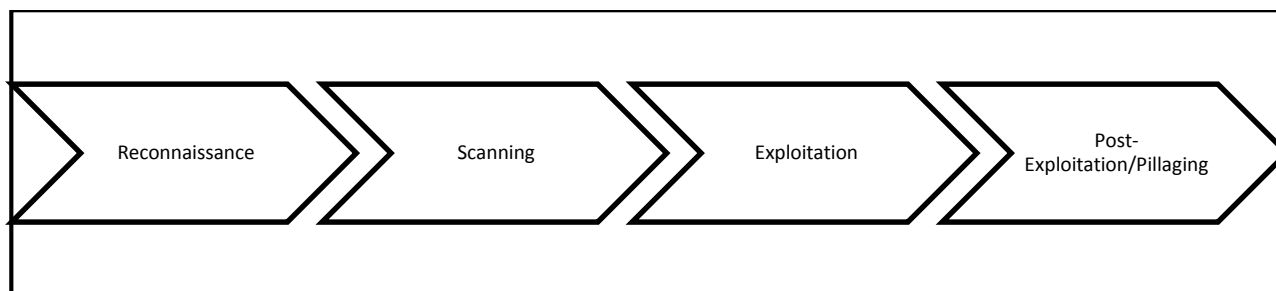 Reconnaissance
Scanning
Exploitation
Post-
Exploitation/Pillaging